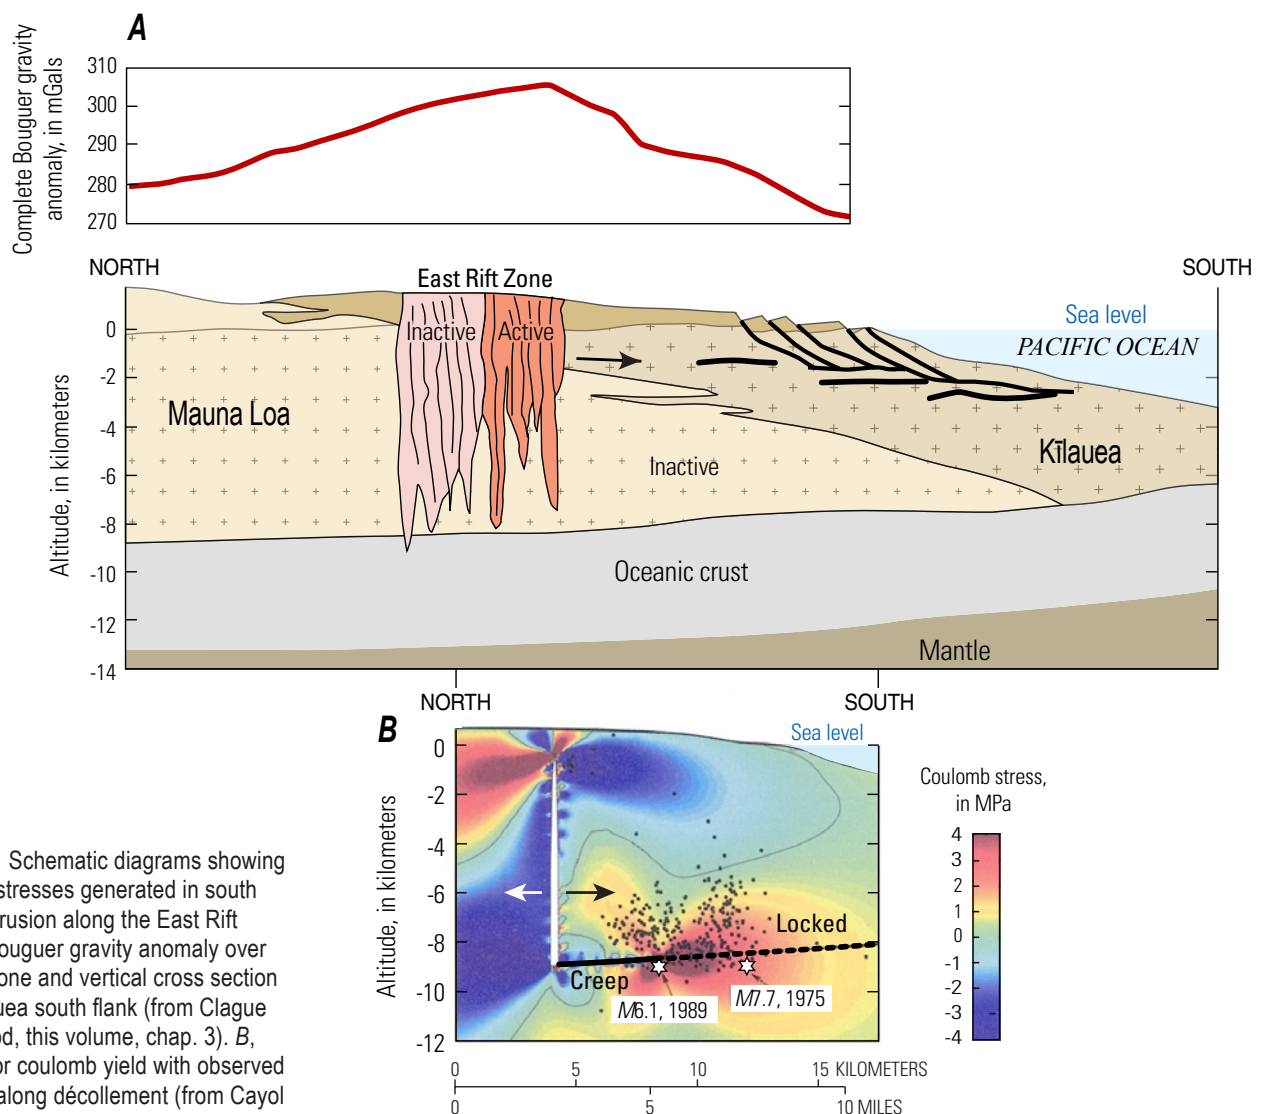 A
Complete Bouguer gravity
anomaly, in mGals
310
300
290
280
270
NORTH
SOUTH
East Rift Zone
Inactive
Active
Sea level
PACIFIC OCEAN
Mauna Loa
Kīlauea
Inactive
Oceanic crust
Mantle
Altitude, in kilometers
0
-2
-4
-6
-8
-10
-12
-14
NORTH
SOUTH
B
Sea level
Altitude, in kilometers
0
-2
-4
-6
-8
-10
-12
Locked
Creep
M6.1, 1989
M7.7, 1975
Coulomb stress,
in MPa
4
3
2
1
0
-1
-2
-3
-4
0 5 10 15 KILOMETERS
0 5 10 MILES
Schematic diagrams showing
stresses generated in south
trusion along the East Rift
ouguer gravity anomaly over
one and vertical cross section
uea south flank (from Clague
od, this volume, chap. 3). B,
or coulomb yield with observed
along décollement (from Cayol